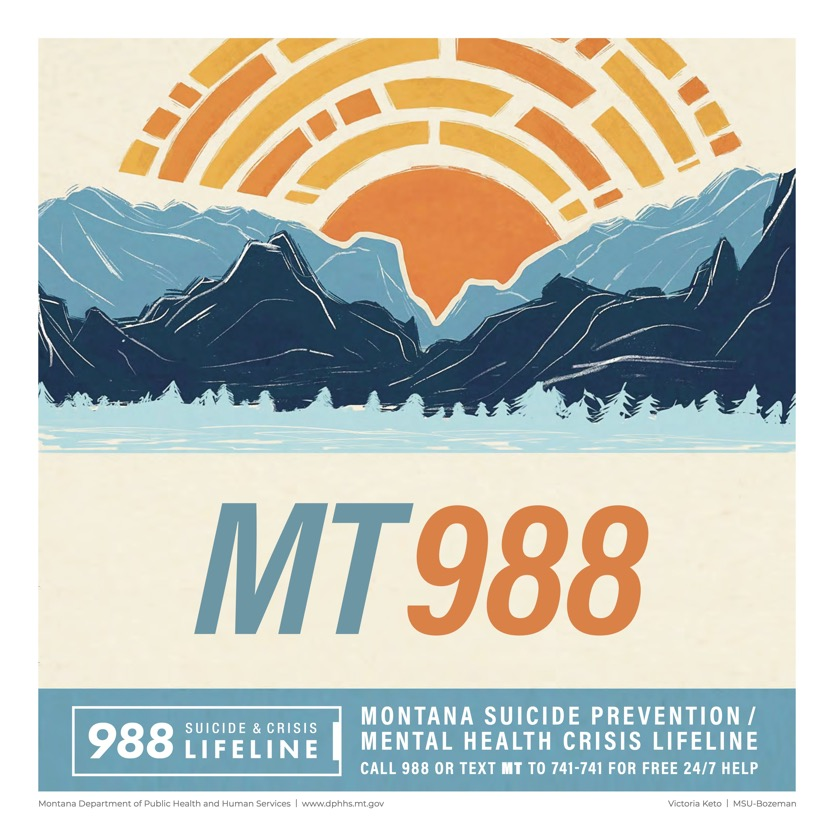 MT988
988 SUICIDE & CRISIS
LIFELINE
MONTANA SUICIDE PREVENTION /
MENTAL HEALTH CRISIS LIFELINE
CALL 988 OR TEXT MT TO 741-741 FOR FREE 24/7 HELP
Montana Department of Public Health and Human Services | www.dphhs.mt.gov
Victoria Keto | MSU-Bozeman